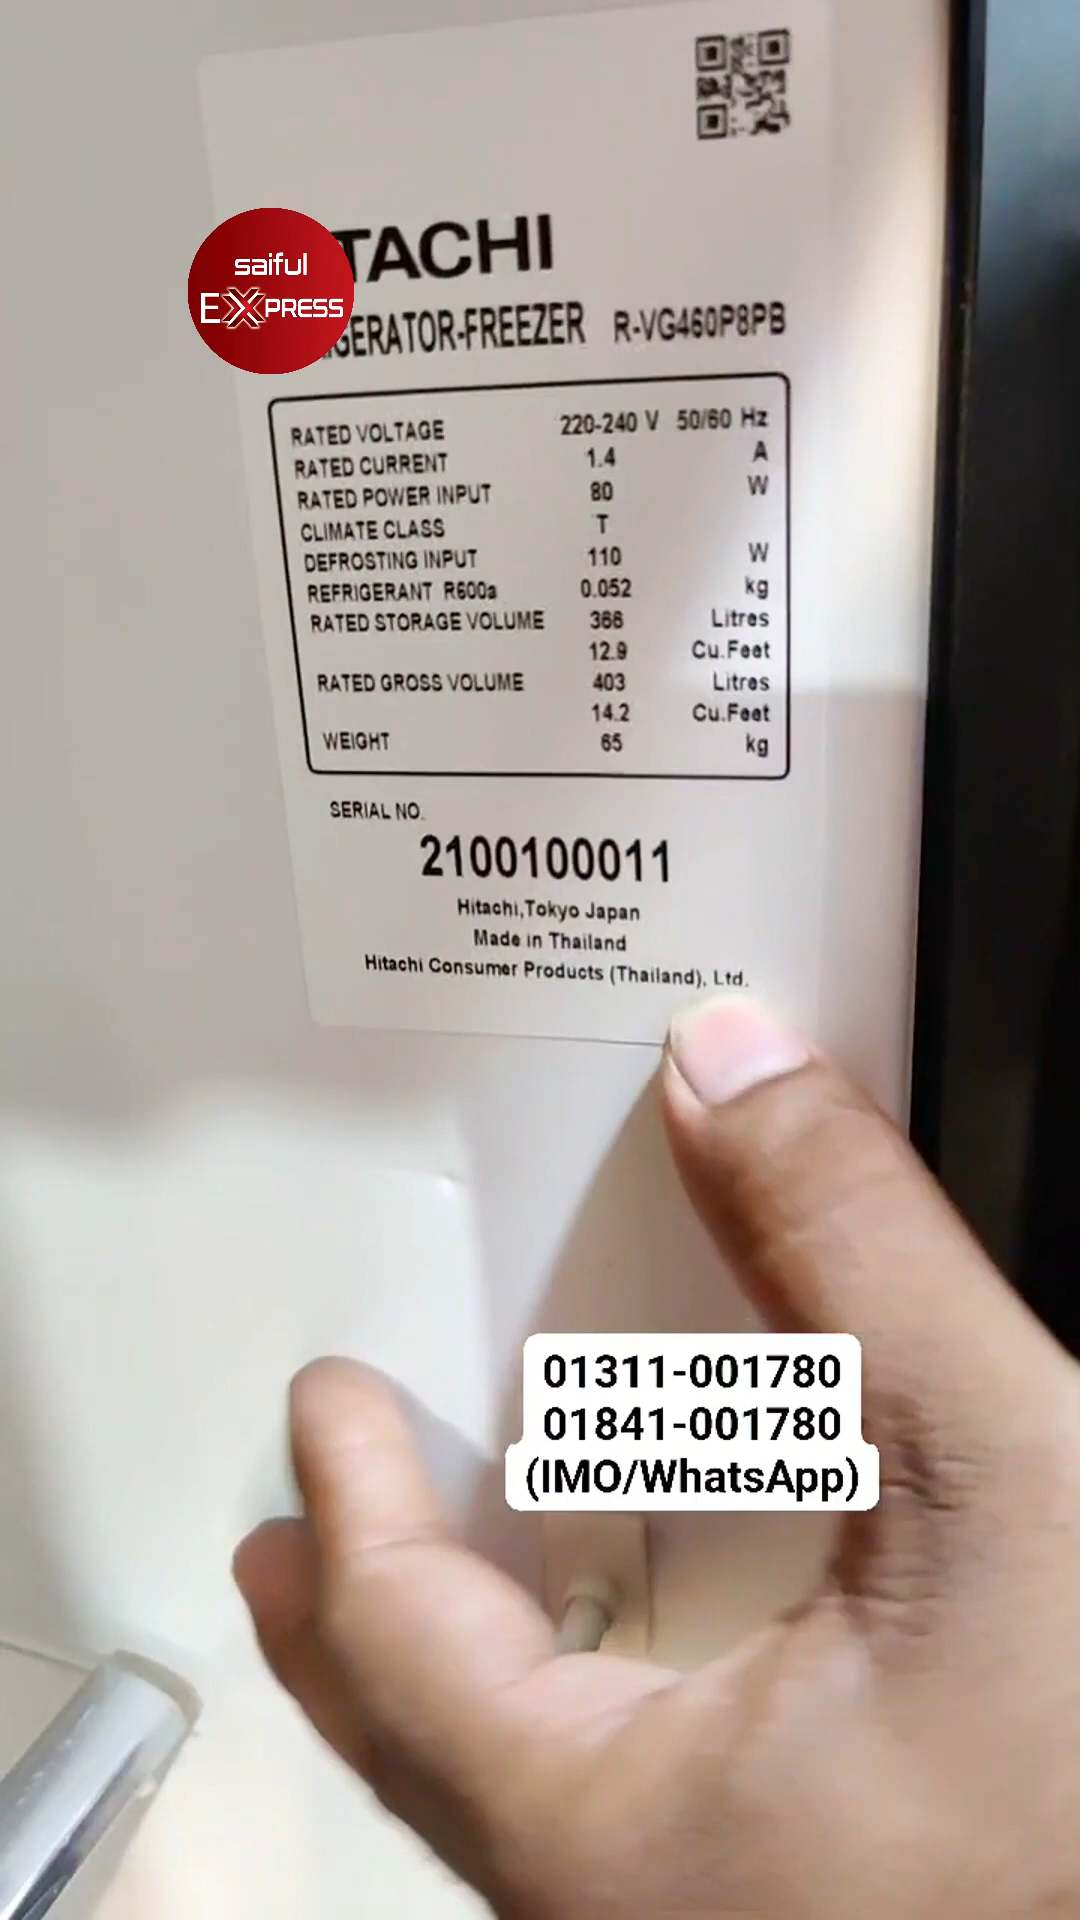 TACHI
saiful
EXPRESS
GERATOR-FREEZER R-VG460P8PB
RATED VOLTAGE 220-240 V 50/60 Hz
RATED CURRENT 1.4 A
RATED POWER INPUT 80 W
CLIMATE CLASS T
DEFROSTING INPUT 110 W
REFRIGERANT R600a 0.052 kg
RATED STORAGE VOLUME 366 Litres
12.9 Cu.Feet
RATED GROSS VOLUME 403 Litres
14.2 Cu.Feet
WEIGHT 65 kg
SERIAL NO.
2100100011
Hitachi,Tokyo Japan
Made in Thailand
Hitachi Consumer Products (Thailand), Ltd.
01311-001780
01841-001780
(IMO/WhatsApp)